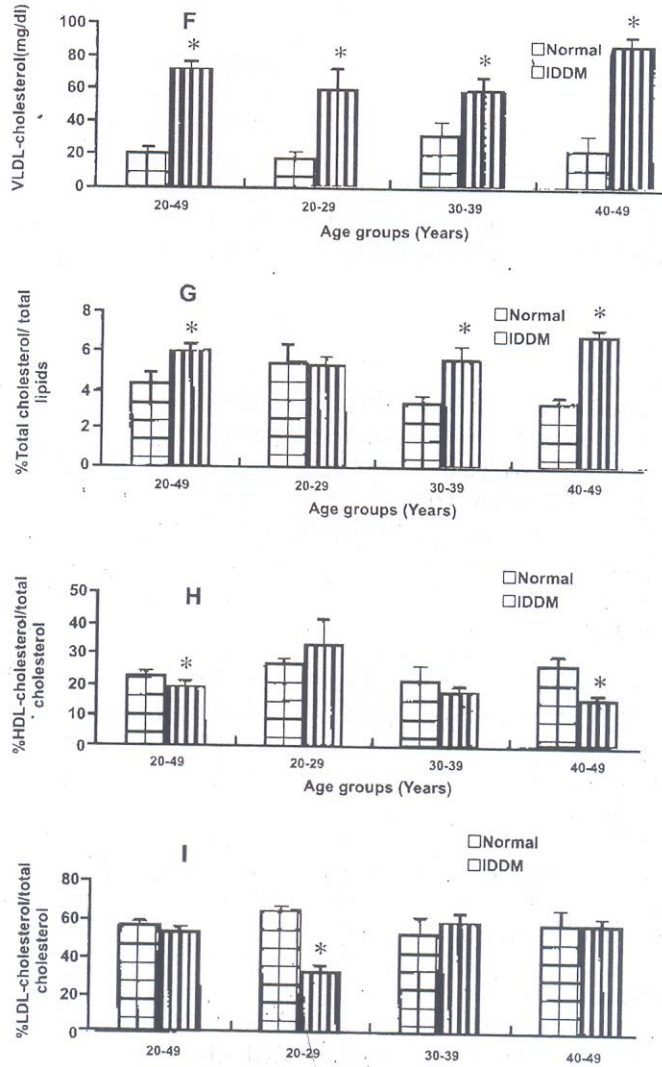 F
VLDL-cholesterol(mg/dl)
100
80
60
40
20
0
* * * *
Normal
IDDM
20-49 20-29 30-39 40-49
Age groups (Years)
G
%Total cholesterol/ total
lipids
8
6
4
2
0
* * *
Normal
IDDM
20-49 20-29 30-39 40-49
Age groups (Years)
H
%HDL-cholesterol/total
cholesterol
50
40
30
20
10
0
* *
Normal
IDDM
20-49 20-29 30-39 40-49
Age groups (Years)
I
%LDL-cholesterol/total
cholesterol
80
60
40
20
0
*
Normal
IDDM
20-49 20-29 30-39 40-49